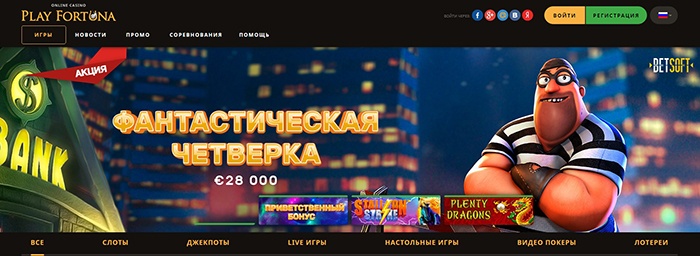 ONLINE CASINO
PLAY FORTUNA
войти через:
ВОЙТИ
РЕГИСТРАЦИЯ
ИГРЫ
НОВОСТИ
ПРОМО
СОРЕВНОВАНИЯ
ПОМОЩЬ
АКЦИЯ
BETSOFT
BANK
ФАНТАСТИЧЕСКАЯ
ЧЕТВЕРКА
€28 000
ПРИВЕТСТВЕННЫЙ
БОНУС
STALLION
STRIKE
PLENTY
DRAGONS
ВСЕ
СЛОТЫ
ДЖЕКПОТЫ
LIVE ИГРЫ
НАСТОЛЬНЫЕ ИГРЫ
ВИДЕО ПОКЕРЫ
ЛОТЕРЕИ